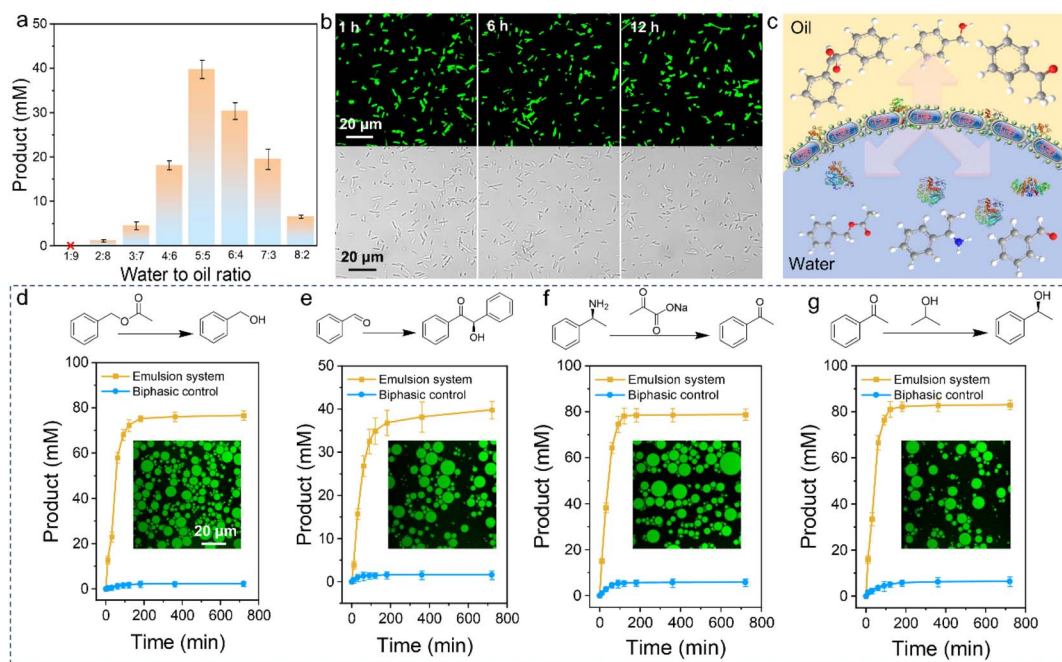 a
Product (mM)
50
40
30
20
10
0
1:9 2:8 3:7 4:6 5:5 6:4 7:3 8:2
Water to oil ratio
b
1 h 6 h 12 h
20 μm
20 μm
c
Oil
Water
d
O
O
OH
Emulsion system
Biphasic control
Product (mM)
100
80
60
40
20
0
20 μm
0 200 400 600 800
Time (min)
e
O
O
OH
Emulsion system
Biphasic control
Product (mM)
50
40
30
20
10
0
0 200 400 600 800
Time (min)
f
NH2
O
ONa
O
O
Emulsion system
Biphasic control
Product (mM)
100
80
60
40
20
0
0 200 400 600 800
Time (min)
g
O
OH
OH
Emulsion system
Biphasic control
Product (mM)
100
80
60
40
20
0
0 200 400 600 800
Time (min)